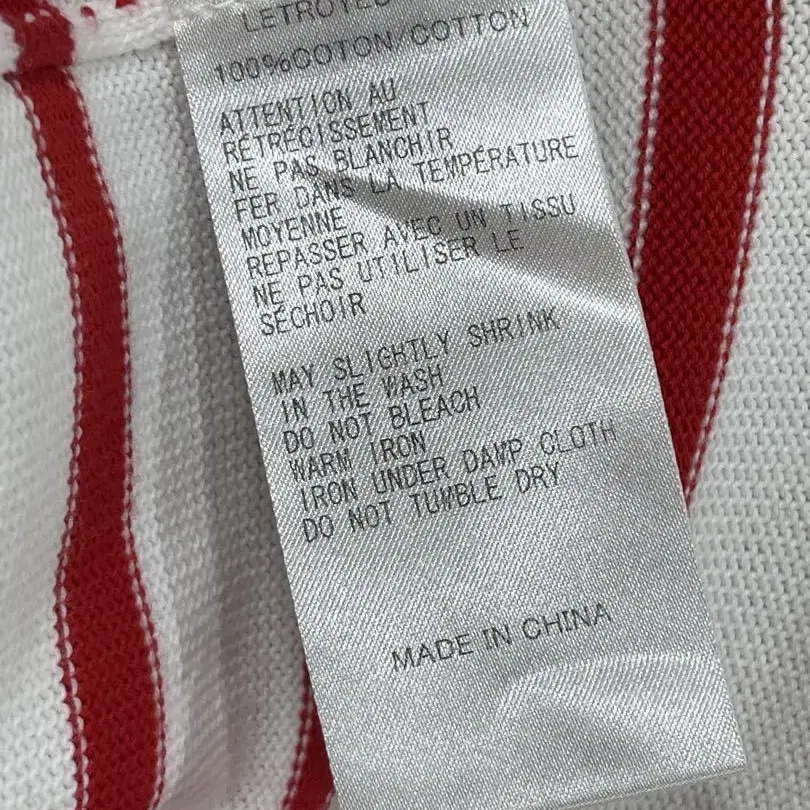 100%COTON/COTTON
ATTENTION AU
RÉTRÉCISSEMENT
NE PAS BLANCHIR
FER DANS LA TEMPÉRATURE
MOYENNE
REPASSER AVEC UN TISSU
NE PAS UTILISER LE
SÉCHOIR
MAY SLIGHTLY SHRINK
IN THE WASH
DO NOT BLEACH
WARM IRON
IRON UNDER DAMP CLOTH
DO NOT TUMBLE DRY
MADE IN CHINA